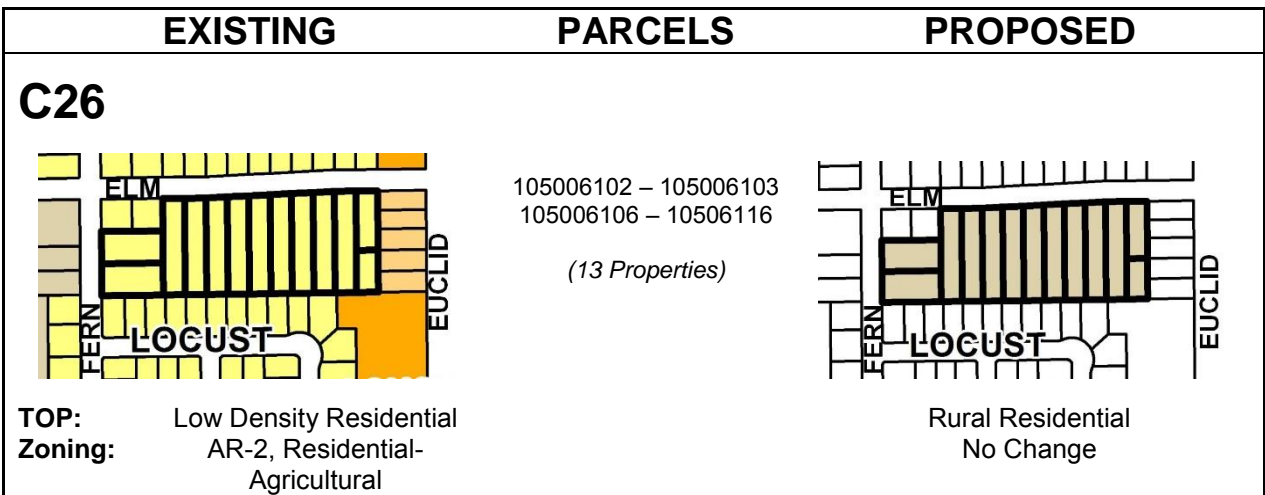 EXISTING PARCELS PROPOSED
C26
ELM
EUCLID
FERN
LOCUST
105006102 – 105006103
105006106 – 10506116
(13 Properties)
ELM
EUCLID
FERN
LOCUST
TOP: Low Density Residential Rural Residential
Zoning: AR-2, Residential- No Change
Agricultural